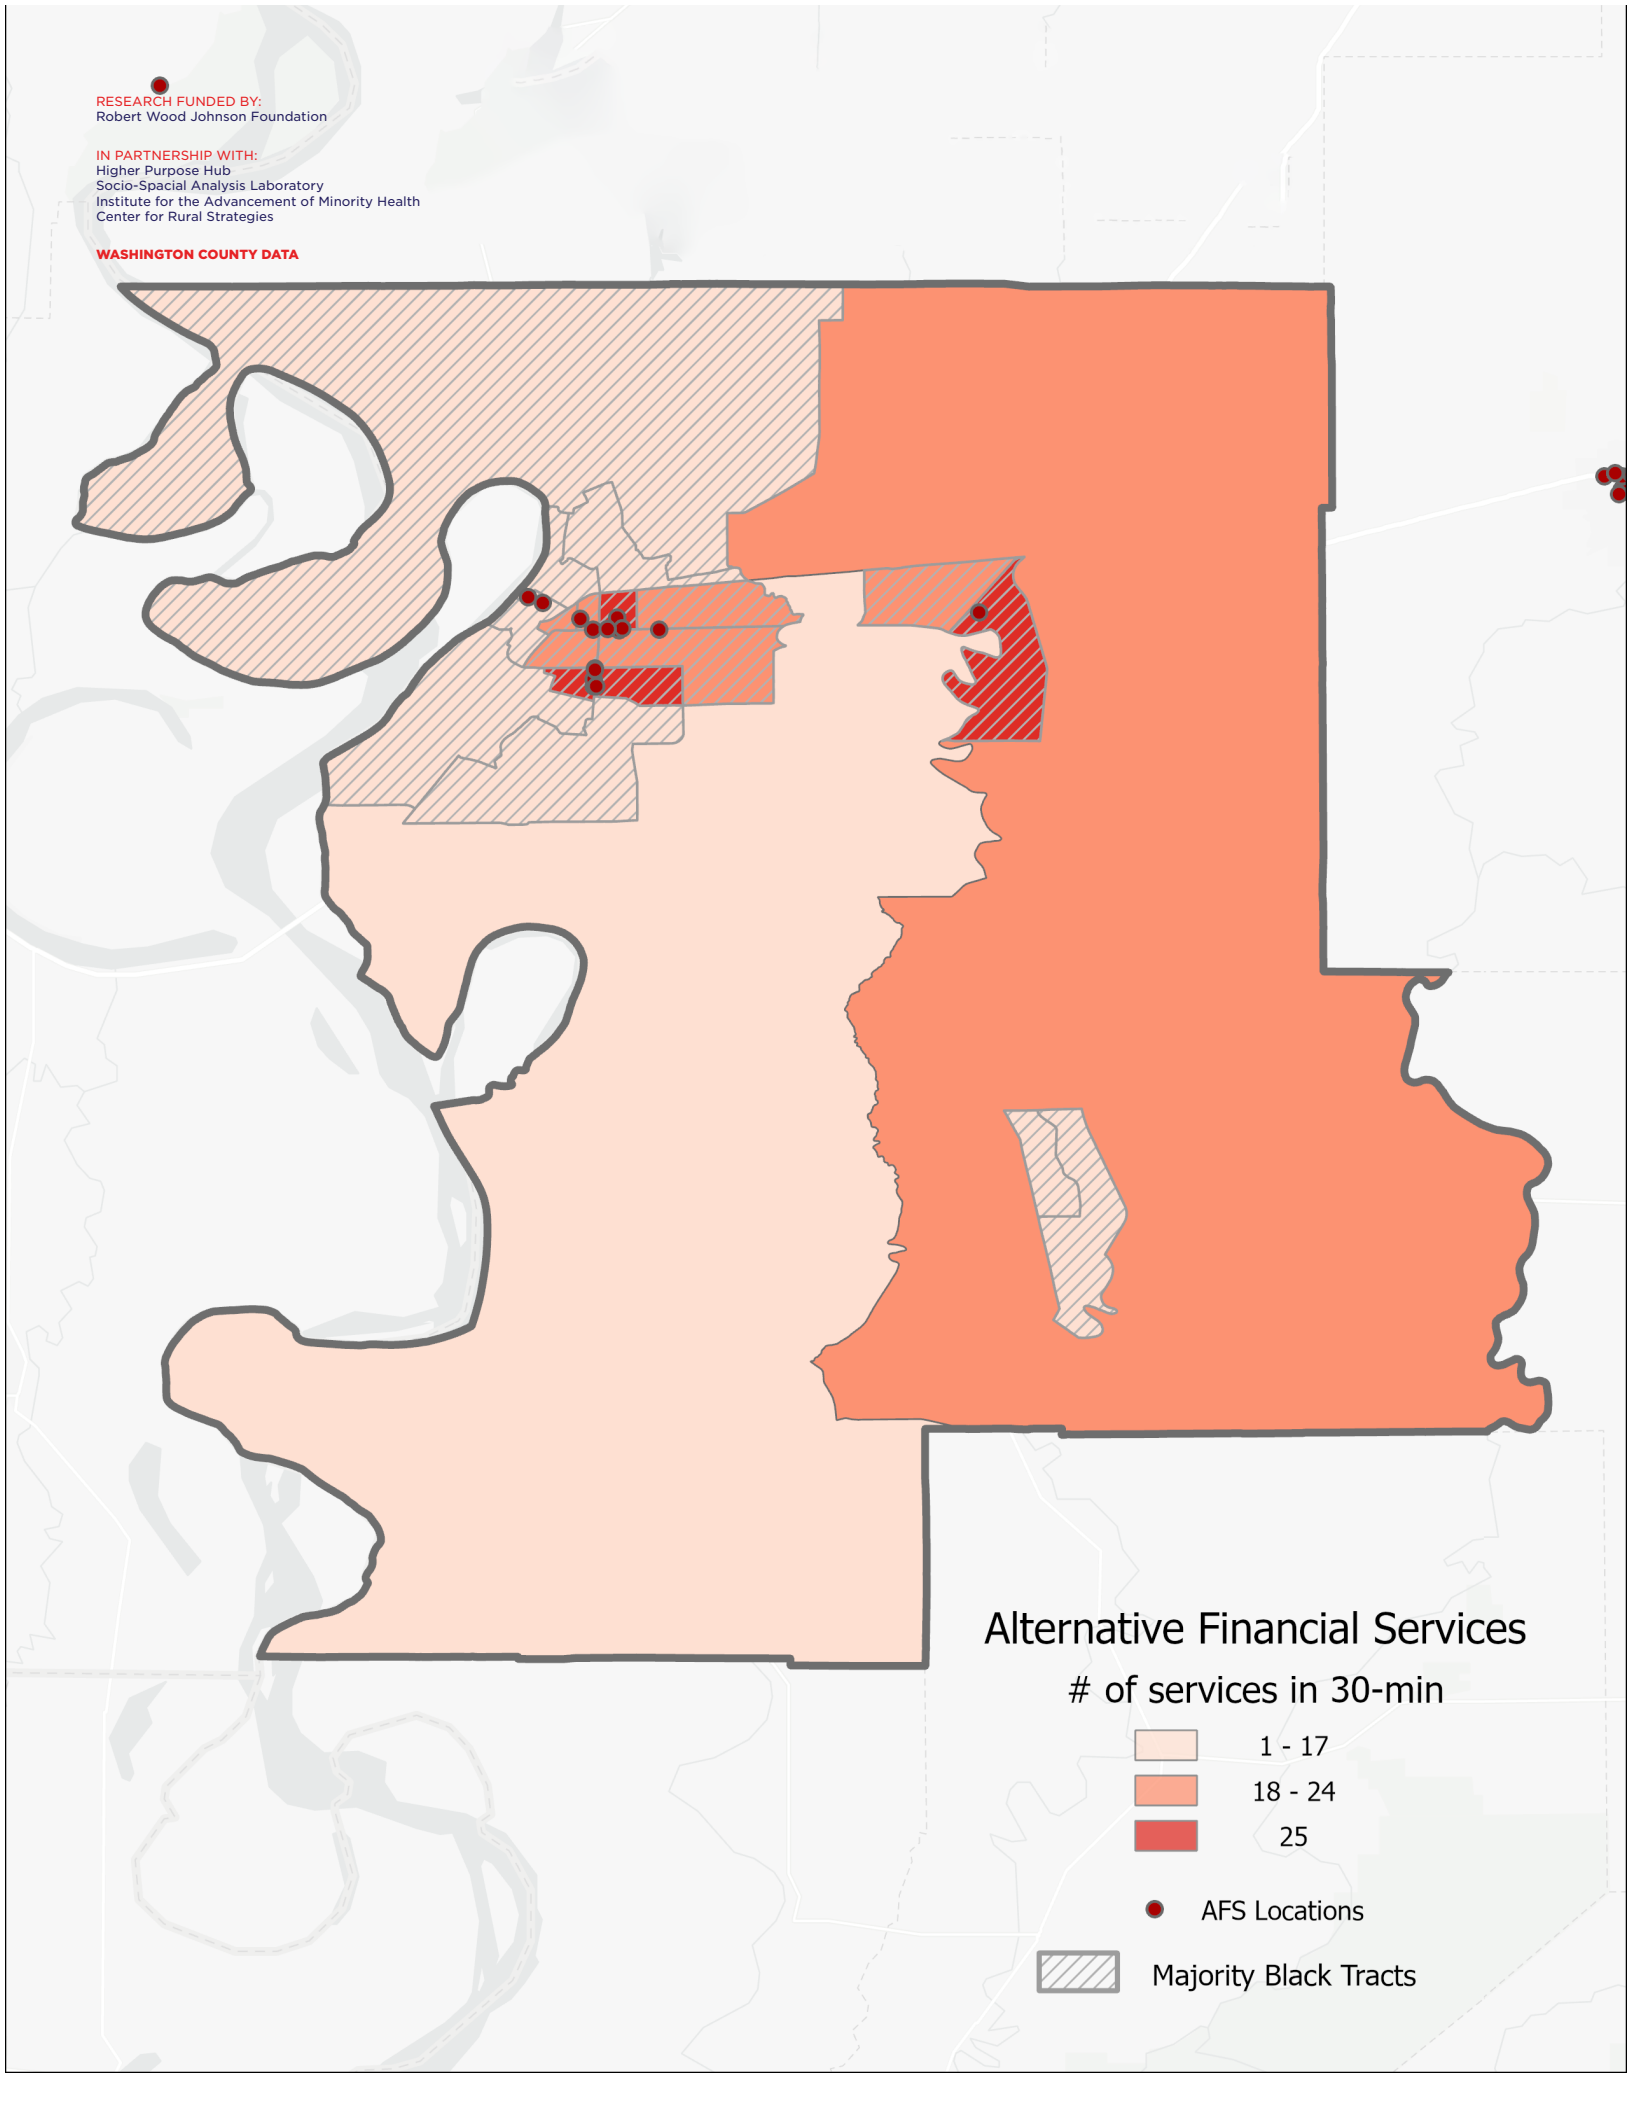 RESEARCH FUNDED BY:
Robert Wood Johnson Foundation
IN PARTNERSHIP WITH:
Higher Purpose Hub
Socio-Spacial Analysis Laboratory
Institute for the Advancement of Minority Health
Center for Rural Strategies
WASHINGTON COUNTY DATA
Alternative Financial Services
# of services in 30-min
1 - 17
18 - 24
25
AFS Locations
Majority Black Tracts